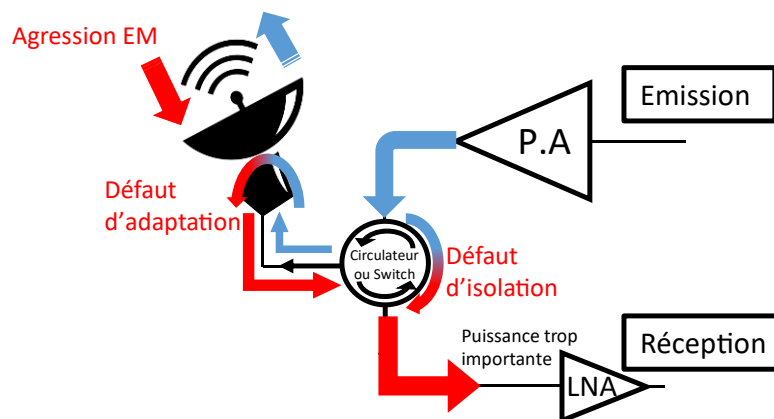 Agression EM
Emission
P.A
Défaut
d'adaptation
Circulateur
ou Switch
Défaut
d'isolation
Puissance trop
importante
Réception
LNA